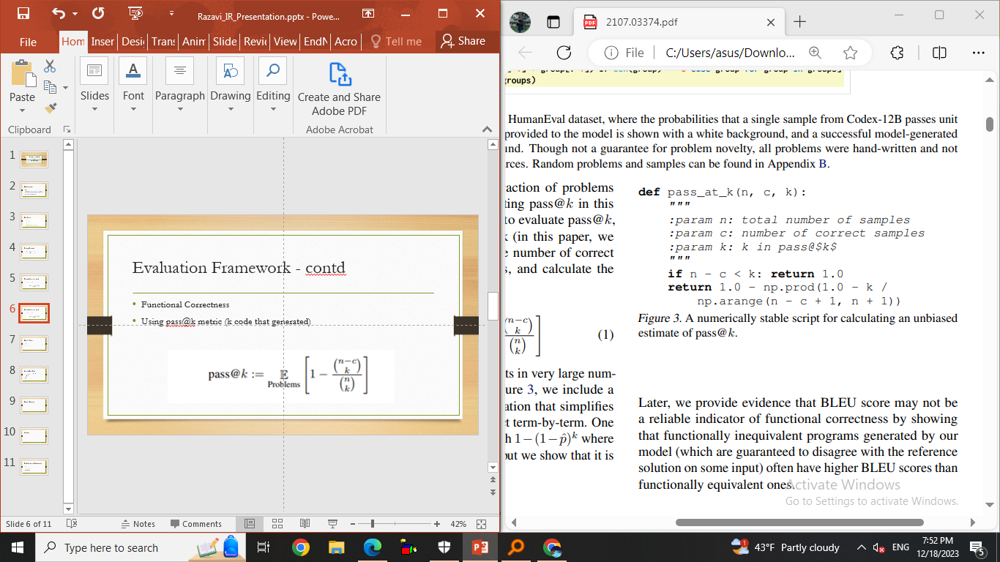 Razavi_IR_Presentation.pptx - Powe...
File
Hom
Inser
Desi
Trans
Anim
Slide
Revie
View
EndN
Acro
Tell me
Share
Paste
Slides
Font
Paragraph
Drawing
Editing
Create and Share
Adobe PDF
Clipboard
Adobe Acrobat
1
2
3
4
5
6
7
8
9
10
11
Evaluation Framework - contd
• Functional Correctness
• Using pass@k metric (k code that generated)
pass@k := 𝔼 Problems [1 − \frac{\binom{n−c}{k}}{\binom{n}{k}}]
Slide 6 of 11
Notes
Comments
42%
2107.03374.pdf
File
C:/Users/asus/Downlo...
groups)
HumanEval dataset, where the probabilities that a single sample from Codex-12B passes unit
provided to the model is shown with a white background, and a successful model-generated
und. Though not a guarantee for problem novelty, all problems were hand-written and not
rces. Random problems and samples can be found in Appendix B.
action of problems
ting pass@k in this
to evaluate pass@k,
k (in this paper, we
e number of correct
s, and calculate the
\frac{\binom{n−c}{k}}{\binom{n}{k}}] (1)
ts in very large num-
ure 3, we include a
ation that simplifies
ct term-by-term. One
h 1−(1−p̂)^k where
but we show that it is
def pass_at_k(n, c, k):
"""
:param n: total number of samples
:param c: number of correct samples
:param k: k in pass@$k$
"""
if n - c < k: return 1.0
return 1.0 - np.prod(1.0 - k /
np.arange(n - c + 1, n + 1))
Figure 3. A numerically stable script for calculating an unbiased
estimate of pass@k.
Later, we provide evidence that BLEU score may not be
a reliable indicator of functional correctness by showing
that functionally inequivalent programs generated by our
model (which are guaranteed to disagree with the reference
solution on some input) often have higher BLEU scores than
functionally equivalent ones.
Activate Windows
Go to Settings to activate Windows.
Type here to search
1
43°F Partly cloudy
ENG
7:52 PM
12/18/2023
5